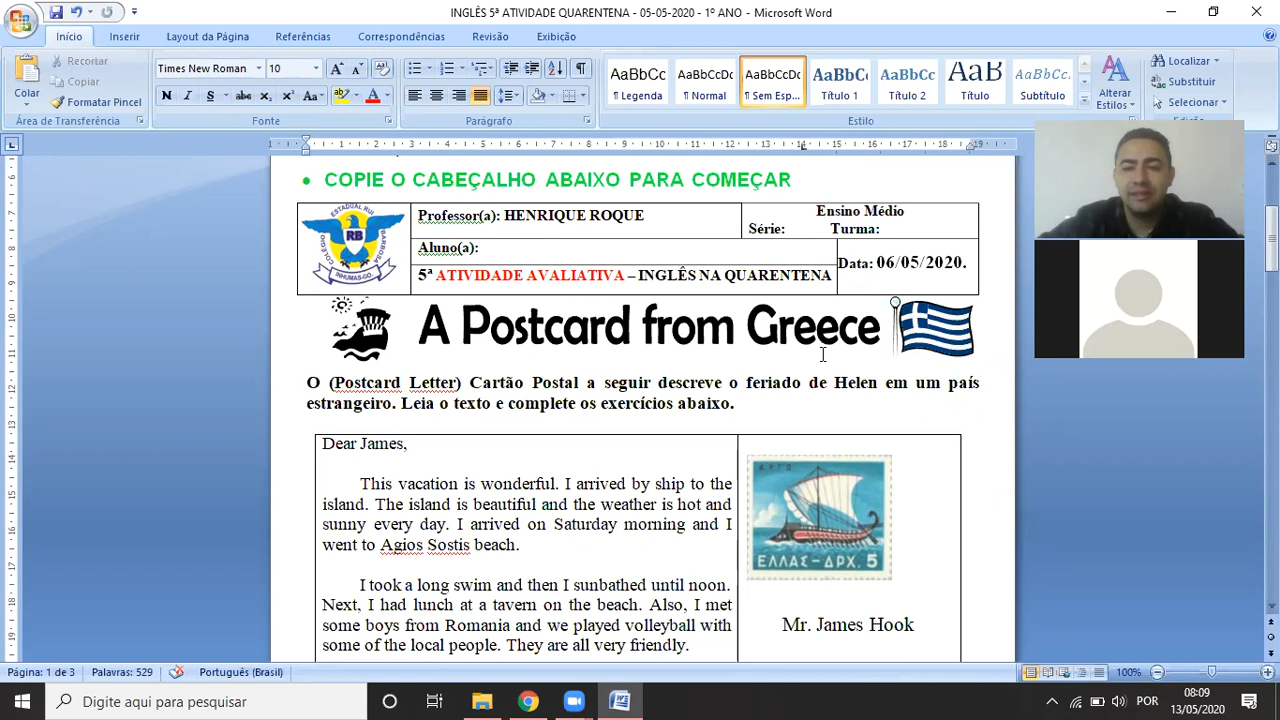 INGLÊS 5ª ATIVIDADE QUARENTENA - 05-05-2020 - 1º ANO - Microsoft Word
Início Inserir Layout da Página Referências Correspondências Revisão Exibição
Colar
Recortar
Copiar
Formatar Pincel
Área de Transferência
Times New Roman 10
Fonte
Parágrafo
AaBbCc AaBbCcDc AaBbCcDc AaBbCc AaBbCc AaB AaBbCc
¶ Legenda ¶ Normal ¶ Sem Esp... Título 1 Título 2 Título Subtítulo
Alterar
Estilos
Estilo
Localizar
Substituir
Selecionar
Edição
• COPIE O CABEÇALHO ABAIXO PARA COMEÇAR
COLÉGIO ESTADUAL RUI BARBOSA
RB
INHUMAS-GO
Professor(a): HENRIQUE ROQUE
Ensino Médio
Série: Turma:
Aluno(a):
Data: 06/05/2020.
5ª ATIVIDADE AVALIATIVA – INGLÊS NA QUARENTENA
A Postcard from Greece
O (Postcard Letter) Cartão Postal a seguir descreve o feriado de Helen em um país
estrangeiro. Leia o texto e complete os exercícios abaixo.
Dear James,
This vacation is wonderful. I arrived by ship to the
island. The island is beautiful and the weather is hot and
sunny every day. I arrived on Saturday morning and I
went to Agios Sostis beach.
I took a long swim and then I sunbathed until noon.
Next, I had lunch at a tavern on the beach. Also, I met
some boys from Romania and we played volleyball with
some of the local people. They are all very friendly.
ΑΡΓΩ
ΕΛΛΑΣ-ΔΡΧ. 5
Mr. James Hook
Página: 1 de 3 Palavras: 529 Português (Brasil) 100%
Digite aqui para pesquisar
POR
08:09
13/05/2020